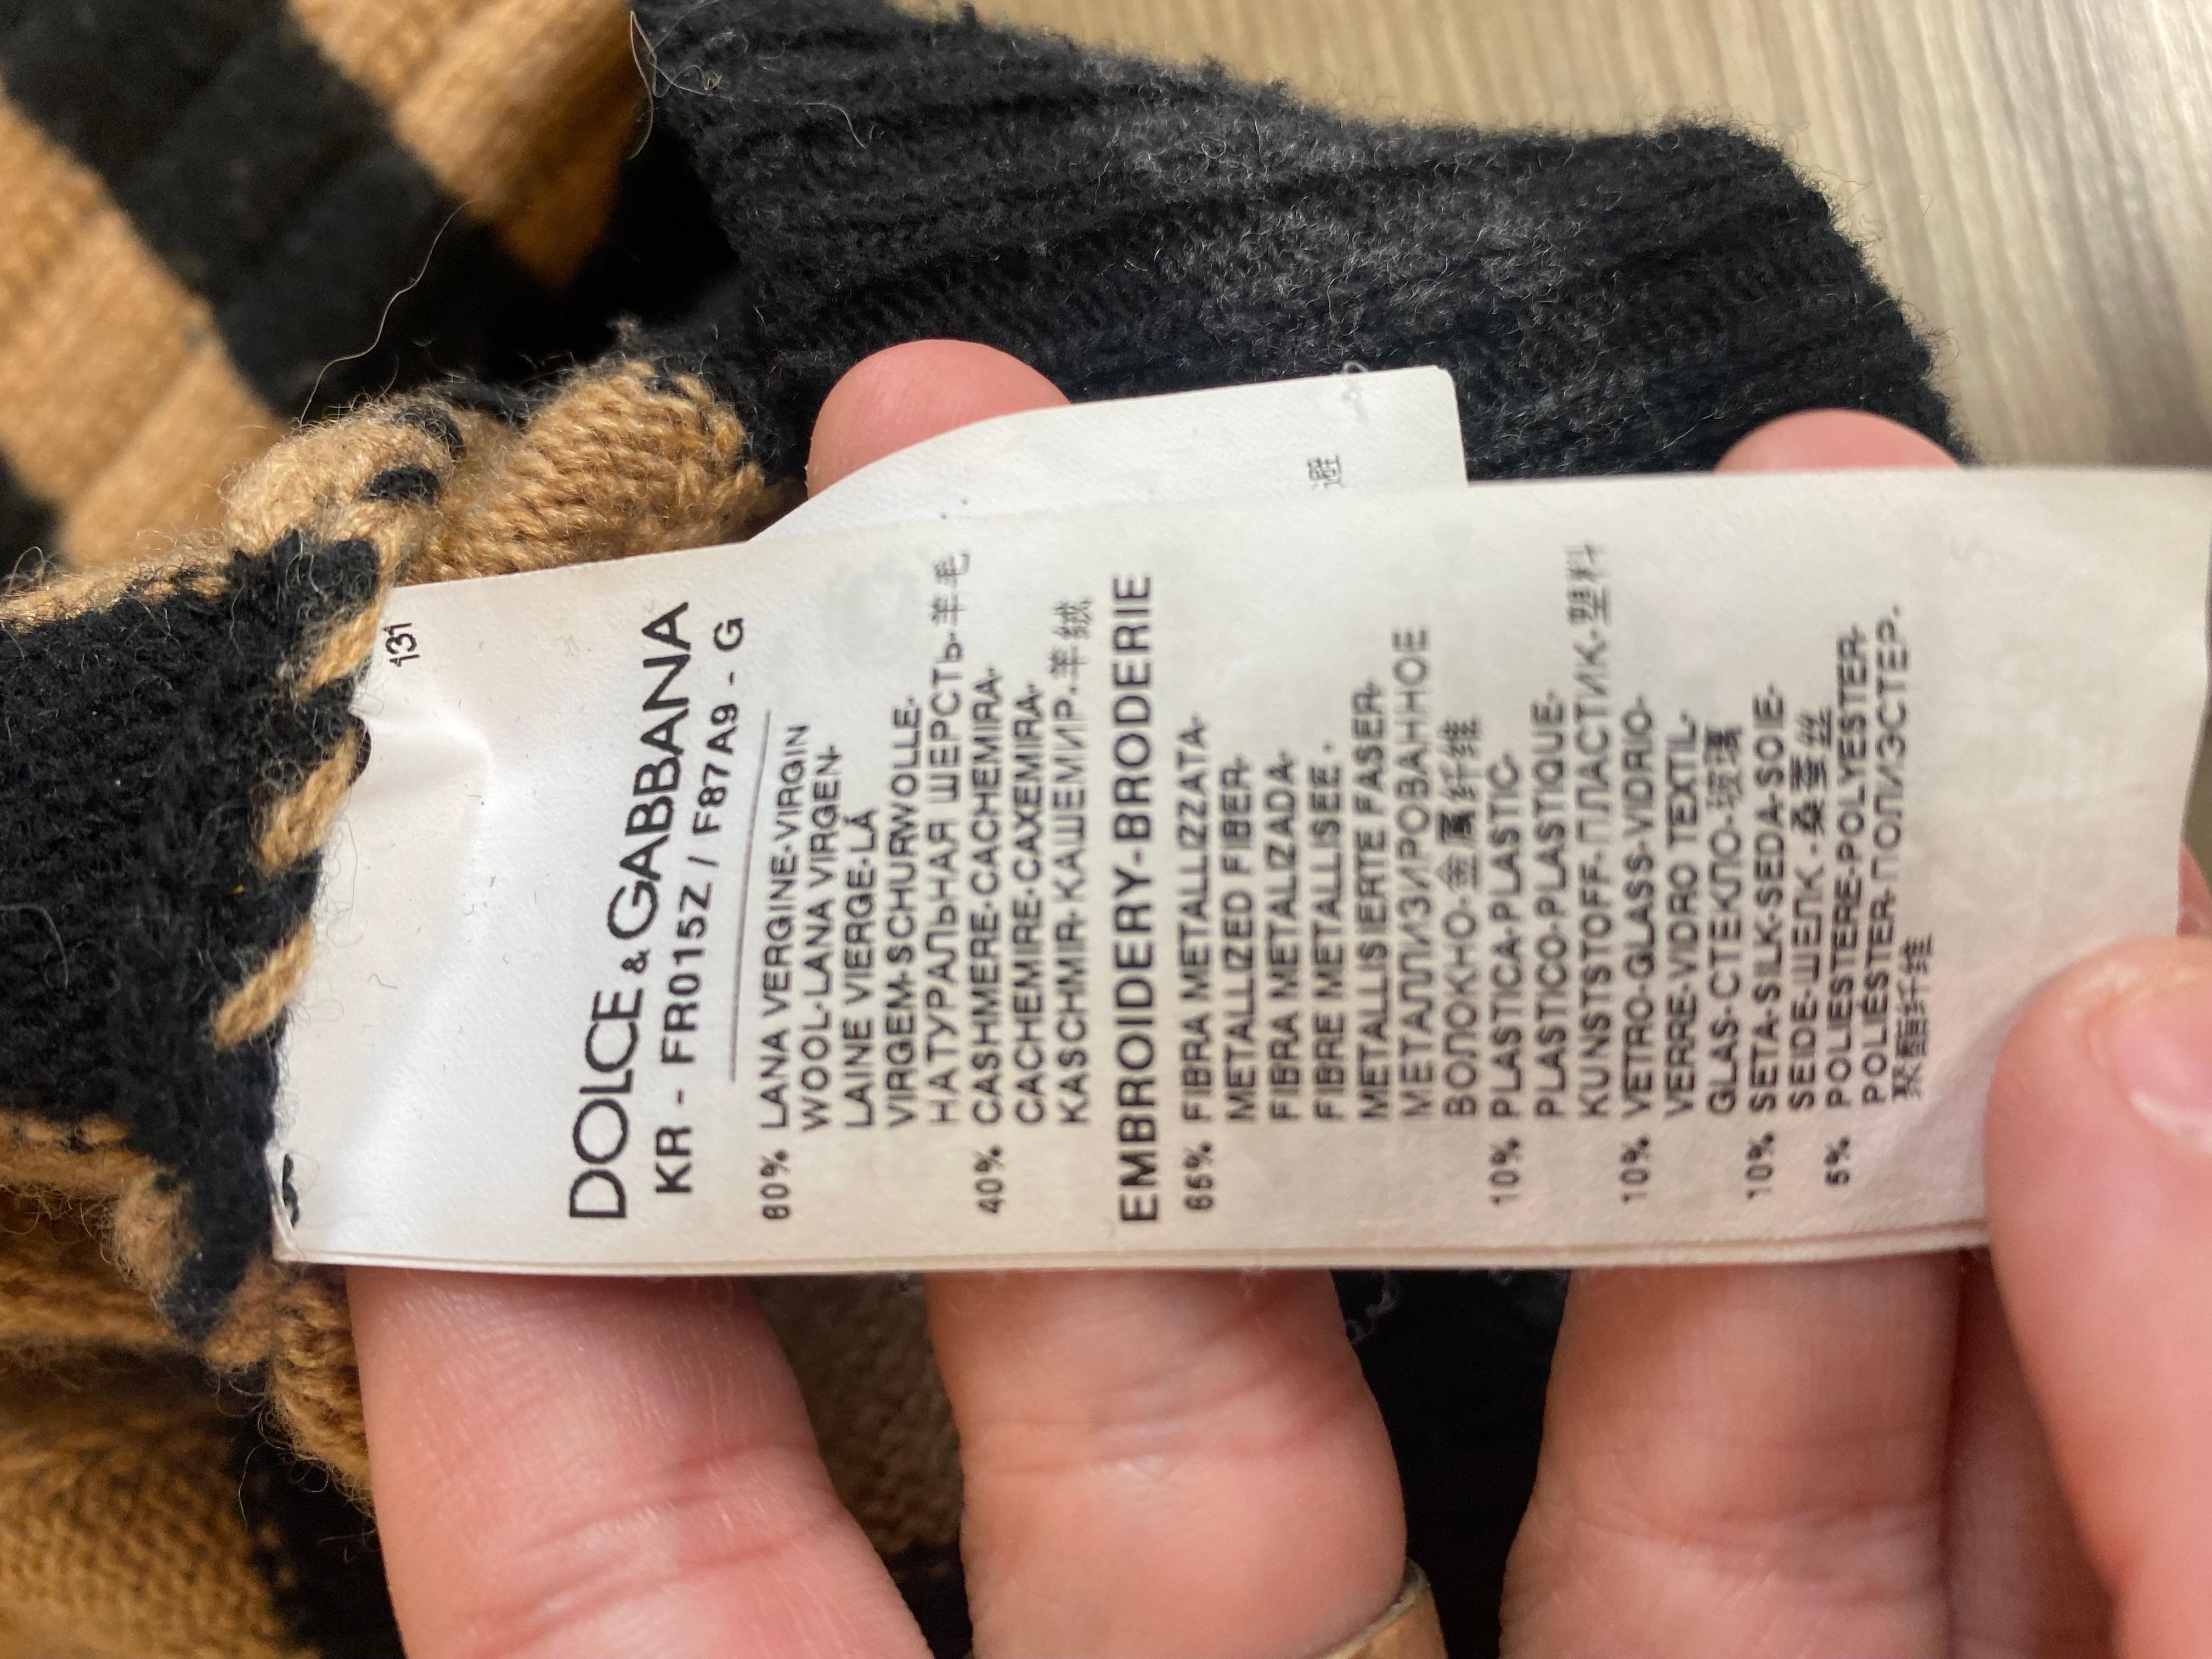 131
DOLCE & GABBANA
KR - FR015Z / F87A9 - G
60% LANA VERGINE-VIRGIN
WOOL-LANA VIRGEN-
LAINE VIERGE-LÃ
VIRGEM-SCHURWOLLE-
НАТУРАЛЬНАЯ ШЕРСТЬ-羊毛
40% CASHMERE-CACHEMIRA-
CACHEMIRE-CAXEMIRA-
KASCHMIR-КАШЕМИР-羊绒
EMBROIDERY-BRODERIE
65% FIBRA METALLIZZATA-
METALLIZED FIBER-
FIBRA METALIZADA-
FIBRE METALLISEE-
METALLISIERTE FASER-
МЕТАЛЛИЗИРОВАННОЕ
ВОЛОКНО-金属纤维
10% PLASTICA-PLASTIC-
PLASTICO-PLASTIQUE-
KUNSTSTOFF-ПЛАСТИК-塑料
10% VETRO-GLASS-VIDRIO-
VERRE-VIDRO TEXTIL-
GLAS-СТЕКЛО-玻璃
10% SETA-SILK-SEDA-SOIE-
SEIDE-ШЕЛК-桑蚕丝
5% POLIESTERE-POLYESTER-
POLIÉSTER-ПОЛИЭСТЕР.
聚酯纤维
避